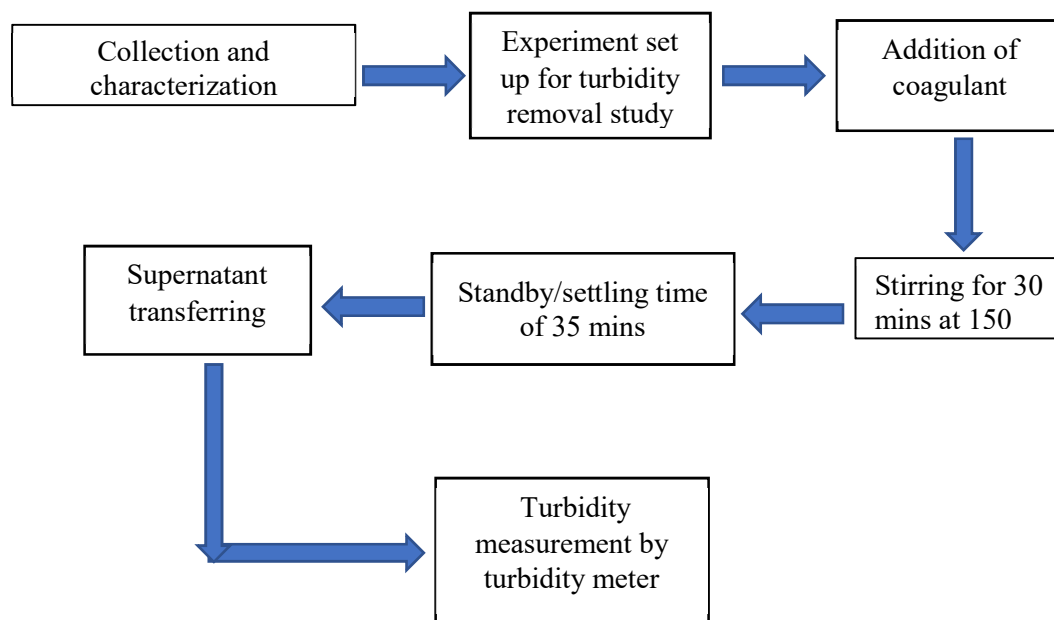 Collection and
characterization
Experiment set
up for turbidity
removal study
Addition of
coagulant
Stirring for 30
mins at 150
Standby/settling time
of 35 mins
Supernatant
transferring
Turbidity
measurement by
turbidity meter